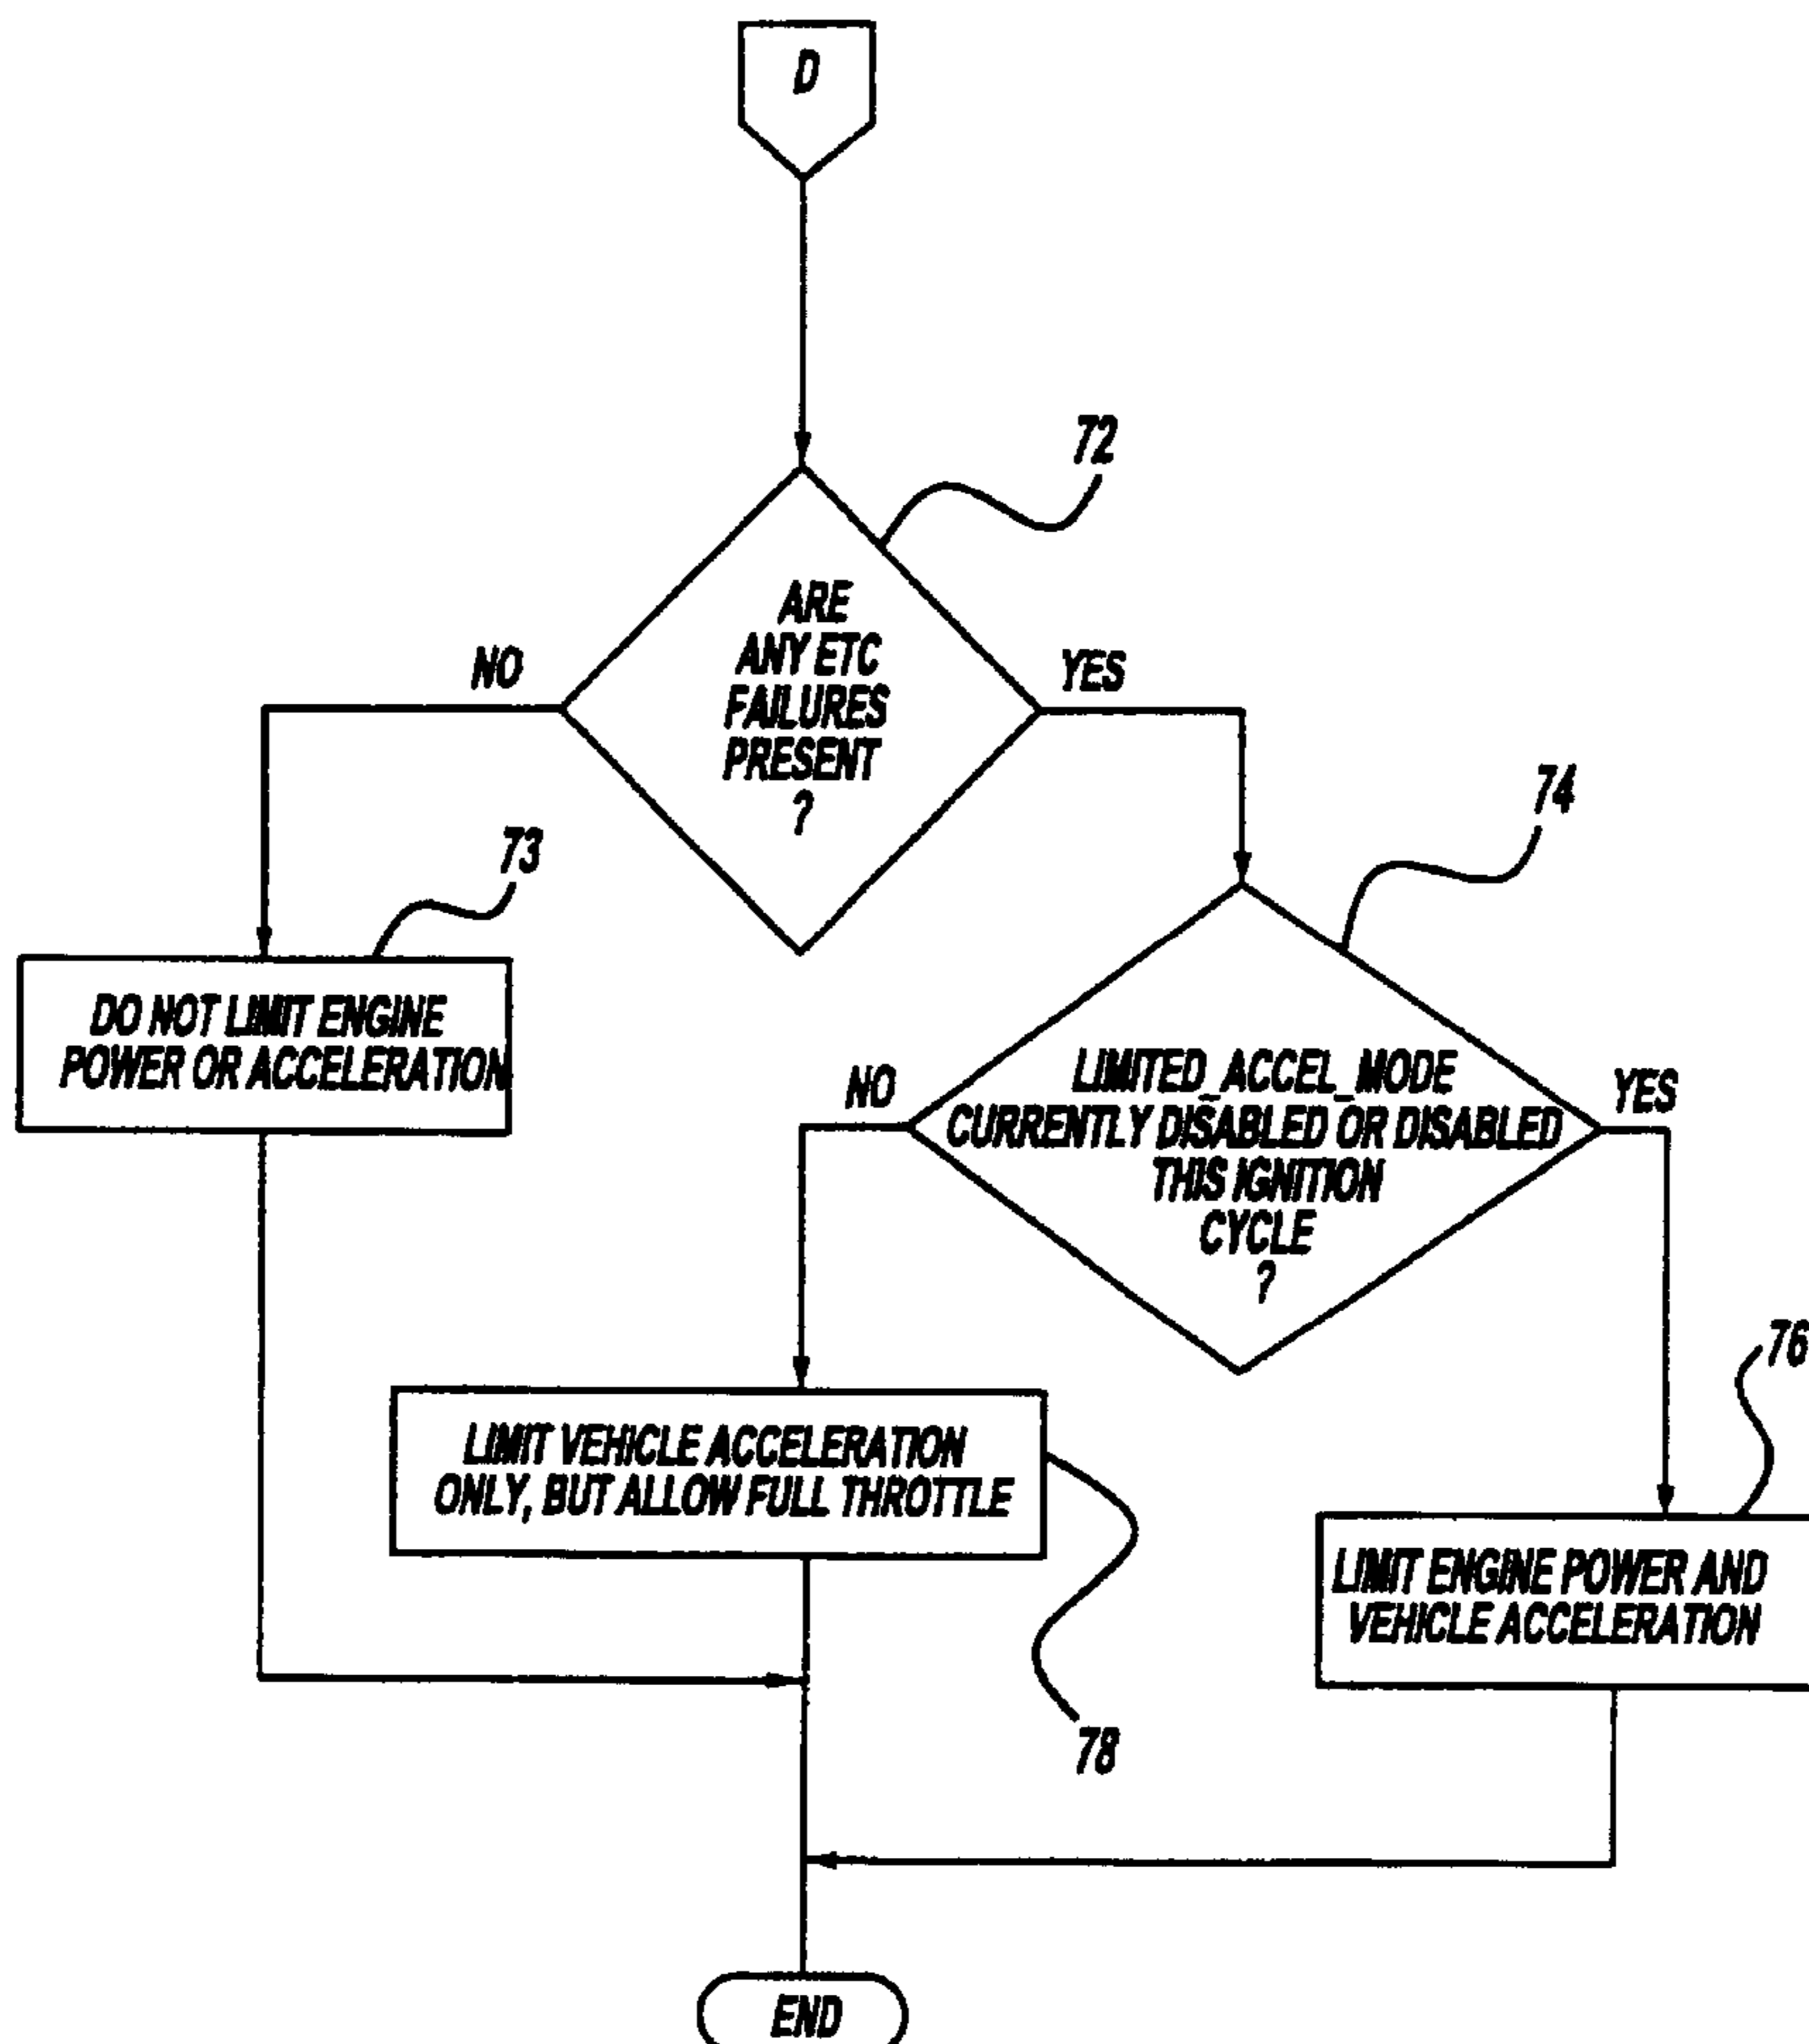 D
72
ARE
ANY ETC
FAILURES
PRESENT
?
NO
YES
74
73
DO NOT LIMIT ENGINE
POWER OR ACCELERATION
LIMITED_ACCEL_MODE
CURRENTLY DISABLED OR DISABLED
THIS IGNITION
CYCLE
?
NO
YES
76
LIMIT VEHICLE ACCELERATION
ONLY, BUT ALLOW FULL THROTTLE
LIMIT ENGINE POWER AND
VEHICLE ACCELERATION
78
END